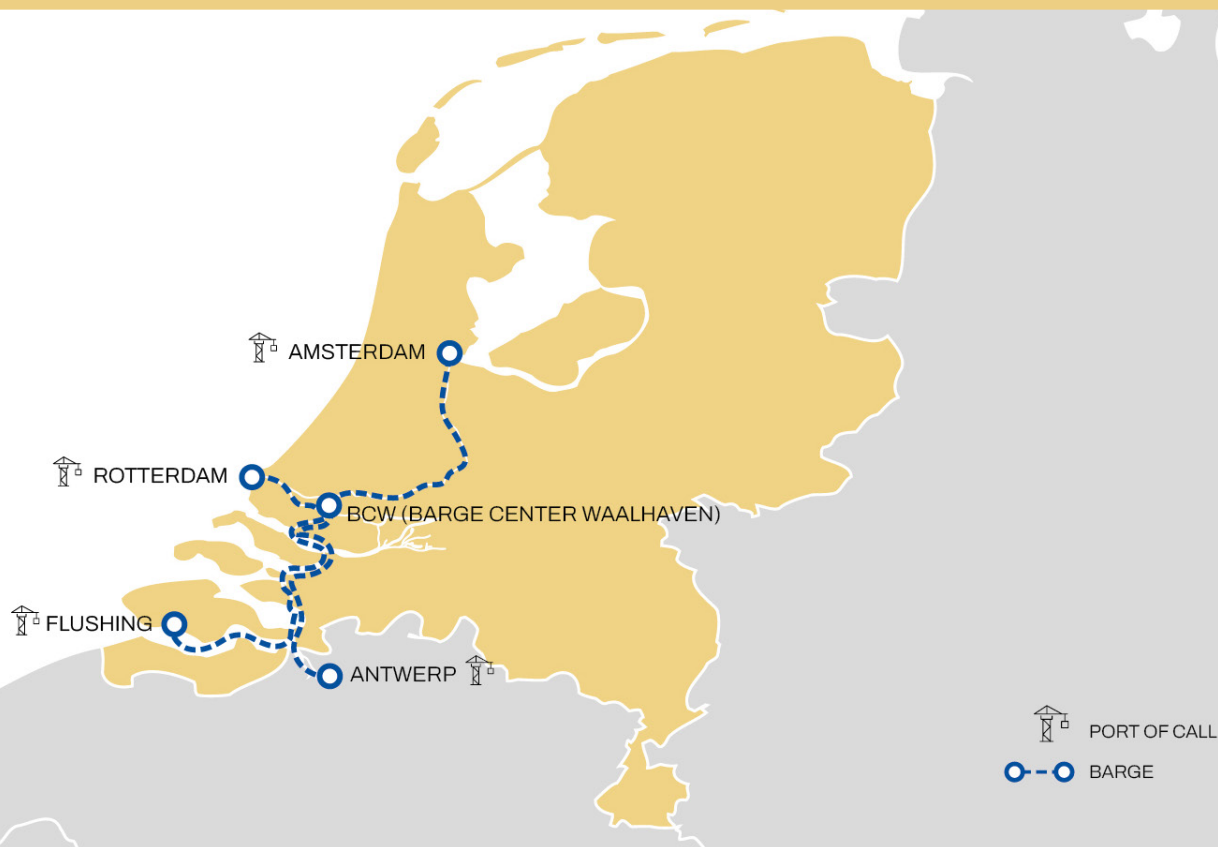 AMSTERDAM
ROTTERDAM
BCW (BARGE CENTER WAALHAVEN)
FLUSHING
ANTWERP
PORT OF CALL
BARGE